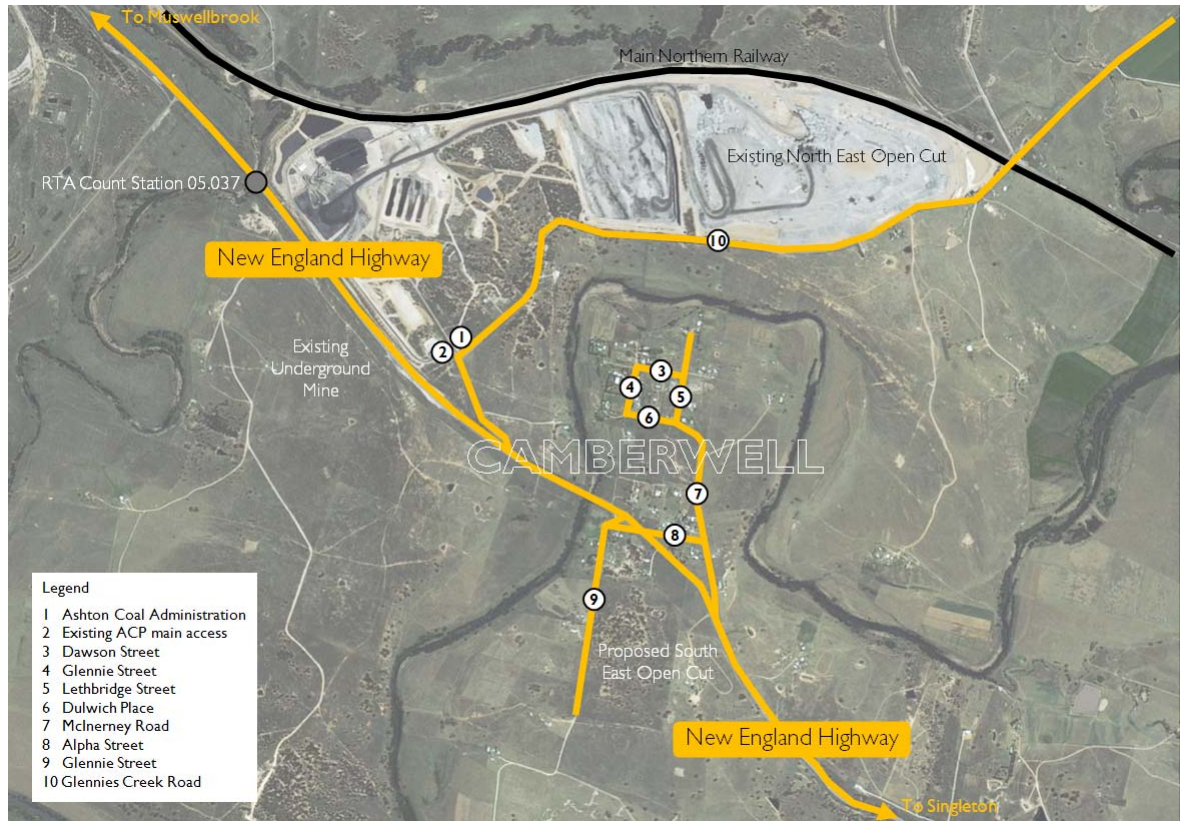 To Muswellbrook
Main Northern Railway
Existing North East Open Cut
RTA Count Station 05.037
10
New England Highway
1
2
Existing
Underground
Mine
3
4
5
6
CAMBERWELL
7
8
9
Proposed South
East Open Cut
New England Highway
To Singleton
Legend
1 Ashton Coal Administration
2 Existing ACP main access
3 Dawson Street
4 Glennie Street
5 Lethbridge Street
6 Dulwich Place
7 McInerney Road
8 Alpha Street
9 Glennie Street
10 Glennies Creek Road